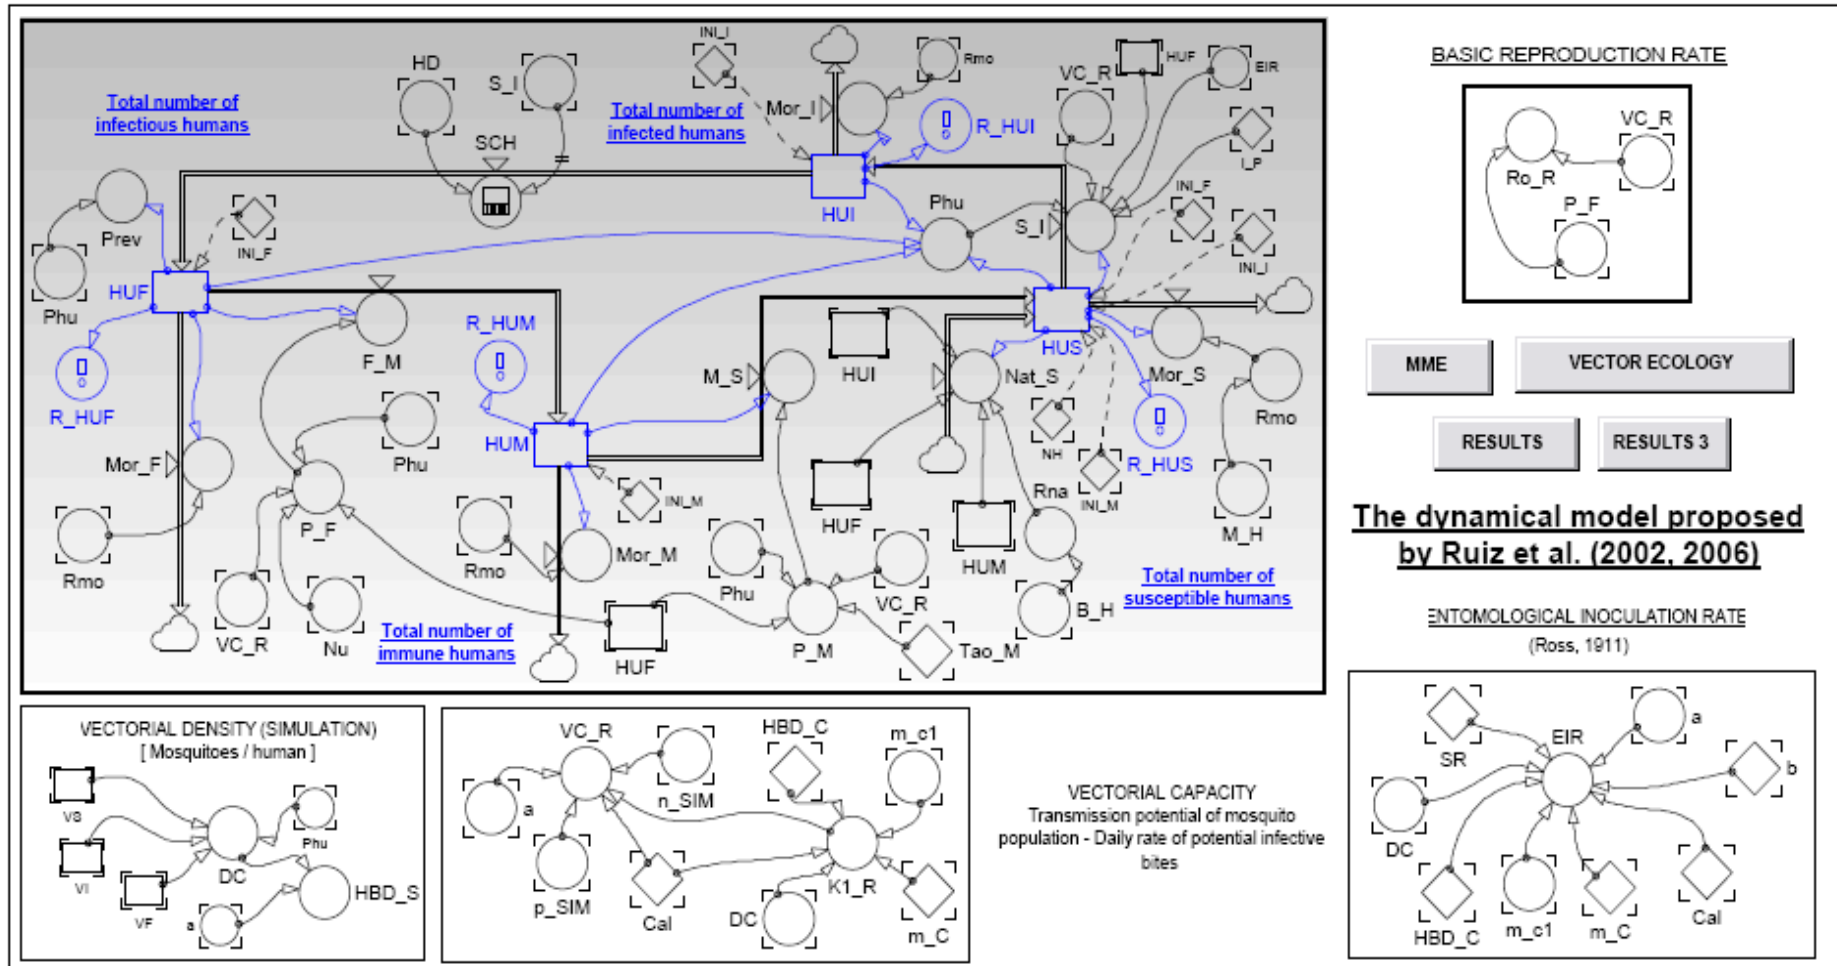 HD
S_I
INI_I
Rmo
VC_R
HUF
EIR
Total number of
infectious humans
Total number of
infected humans
Mor_I
R_HUI
SCH
I_P
HUI
Phu
S_I
INI_F
INI_I
Prev
INI_F
HUF
Phu
R_HUF
F_M
R_HUM
M_S
HUI
Nat_S
HUS
Mor_S
Rmo
Mor_F
Phu
HUM
NH
INI_M
R_HUS
P_F
INI_M
HUF
Rna
M_H
Rmo
Rmo
Mor_M
Phu
HUM
VC_R
B_H
Total number of
susceptible humans
VC_R
Nu
Total number of
immune humans
HUF
P_M
Tao_M
BASIC REPRODUCTION RATE
Ro_R
VC_R
P_F
MME
VECTOR ECOLOGY
RESULTS
RESULTS 3
The dynamical model proposed
by Ruiz et al. (2002, 2006)
ENTOMOLOGICAL INOCULATION RATE
(Ross, 1911)
VECTORIAL DENSITY (SIMULATION)
[ Mosquitoes / human ]
VS
VI
VF
DC
Phu
a
HBD_S
VC_R
HBD_C
m_c1
a
n_SIM
p_SIM
Cal
DC
K1_R
m_C
VECTORIAL CAPACITY
Transmission potential of mosquito
population - Daily rate of potential infective
bites
SR
EIR
a
b
DC
HBD_C
m_c1
m_C
Cal